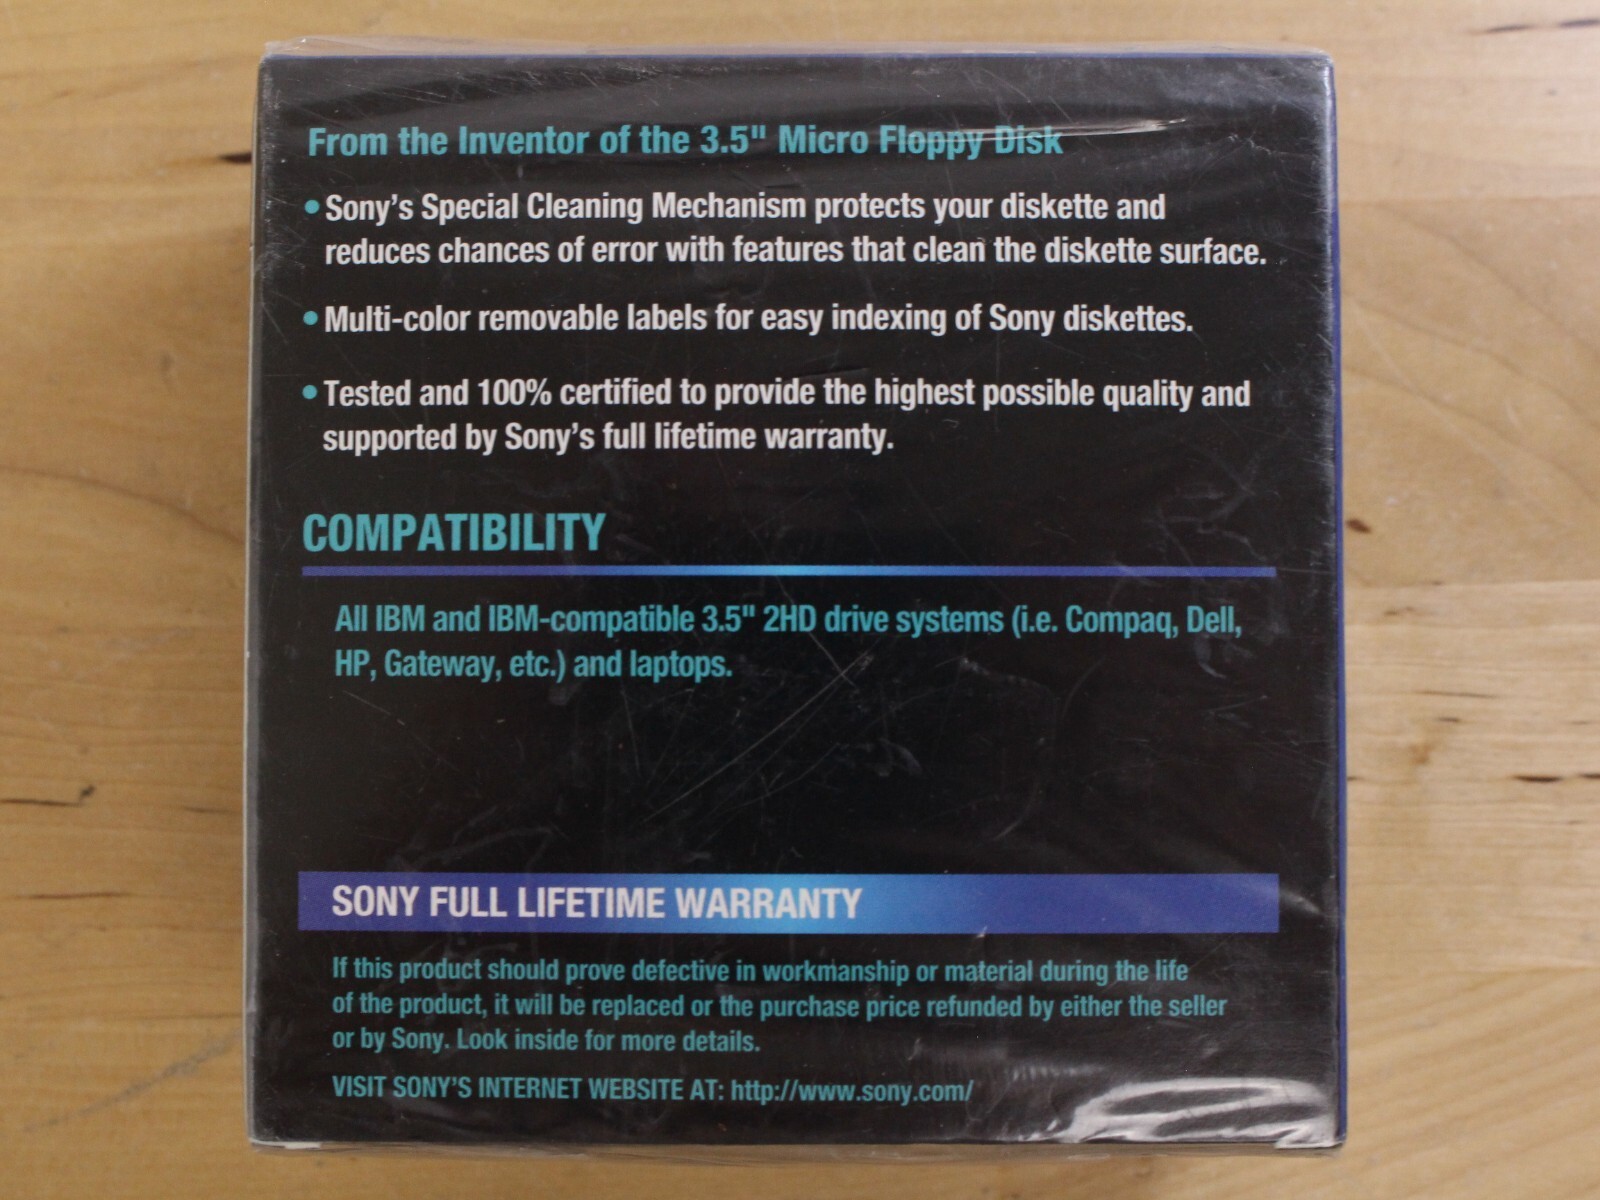 From the Inventor of the 3.5" Micro Floppy Disk
• Sony's Special Cleaning Mechanism protects your diskette and
reduces chances of error with features that clean the diskette surface.
• Multi-color removable labels for easy indexing of Sony diskettes.
• Tested and 100% certified to provide the highest possible quality and
supported by Sony's full lifetime warranty.
COMPATIBILITY
All IBM and IBM-compatible 3.5" 2HD drive systems (i.e. Compaq, Dell,
HP, Gateway, etc.) and laptops.
SONY FULL LIFETIME WARRANTY
If this product should prove defective in workmanship or material during the life
of the product, it will be replaced or the purchase price refunded by either the seller
or by Sony. Look inside for more details.
VISIT SONY'S INTERNET WEBSITE AT: http://www.sony.com/